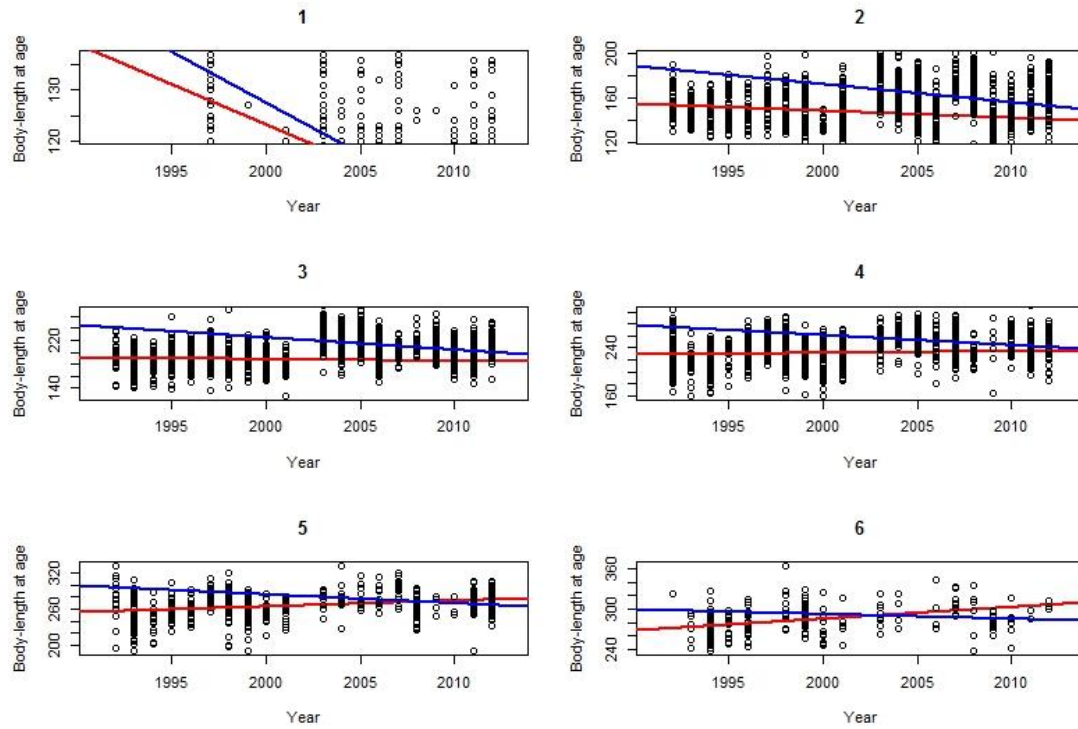 1
2
Body-length at age
120 130
1995 2000 2005 2010
Year
Body-length at age
120 160 200
1995 2000 2005 2010
Year
3
4
Body-length at age
140 220
1995 2000 2005 2010
Year
Body-length at age
160 240
1995 2000 2005 2010
Year
5
6
Body-length at age
200 260 320
1995 2000 2005 2010
Year
Body-length at age
240 300 360
1995 2000 2005 2010
Year